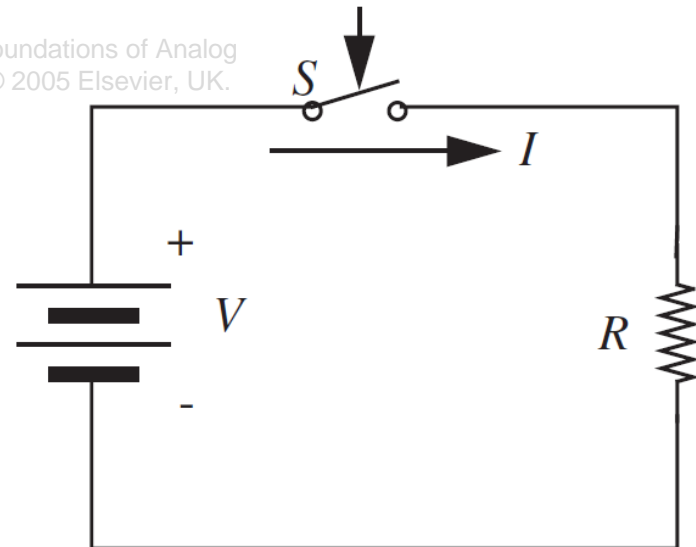 oundations of Analog
© 2005 Elsevier, UK.
S
I
+
V
R
-